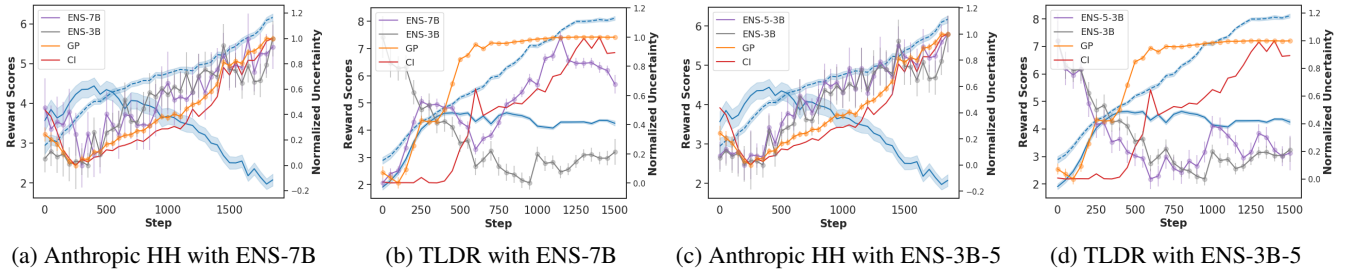 ENS-7B
ENS-3B
GP
CI
6
5
4
3
2
Reward Scores
1.2
1.0
0.8
0.6
0.4
0.2
0.0
−0.2
Normalized Uncertainty
0 500 1000 1500
Step
(a) Anthropic HH with ENS-7B
ENS-7B
ENS-3B
GP
CI
8
7
6
5
4
3
2
Reward Scores
1.2
1.0
0.8
0.6
0.4
0.2
0.0
Normalized Uncertainty
0 250 500 750 1000 1250 1500
Step
(b) TLDR with ENS-7B
ENS-5-3B
ENS-3B
GP
CI
6
5
4
3
2
Reward Scores
1.2
1.0
0.8
0.6
0.4
0.2
0.0
−0.2
Normalized Uncertainty
0 500 1000 1500
Step
(c) Anthropic HH with ENS-3B-5
ENS-5-3B
ENS-3B
GP
CI
8
7
6
5
4
3
2
Reward Scores
1.2
1.0
0.8
0.6
0.4
0.2
0.0
Normalized Uncertainty
0 250 500 750 1000 1250 1500
Step
(d) TLDR with ENS-3B-5